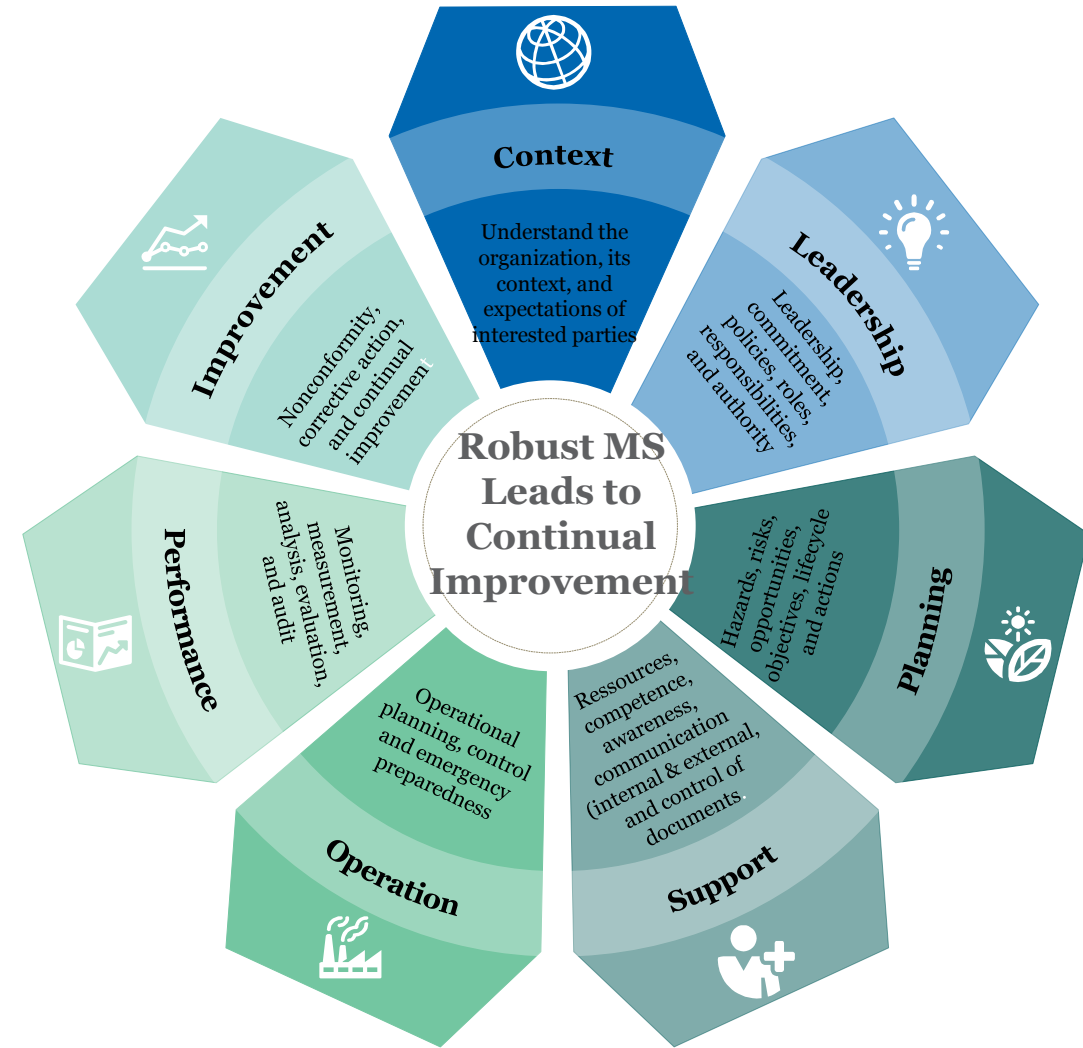 Context
Understand the
organization, its
context, and
expectations of
interested parties
Leadership
Leadership,
commitment,
policies, roles,
responsibilities,
and authority
Planning
Hazards, risks,
opportunities,
objectives, lifecycle
and actions
Support
Ressources,
competence,
awareness,
communication
(internal & external,
and control of
documents.
Operation
Operational
planning, control
and emergency
preparedness
Performance
Monitoring,
measurement,
analysis, evaluation,
and audit
Improvement
Nonconformity,
corrective action,
and continual
improvement
Robust MS
Leads to
Continual
Improvement